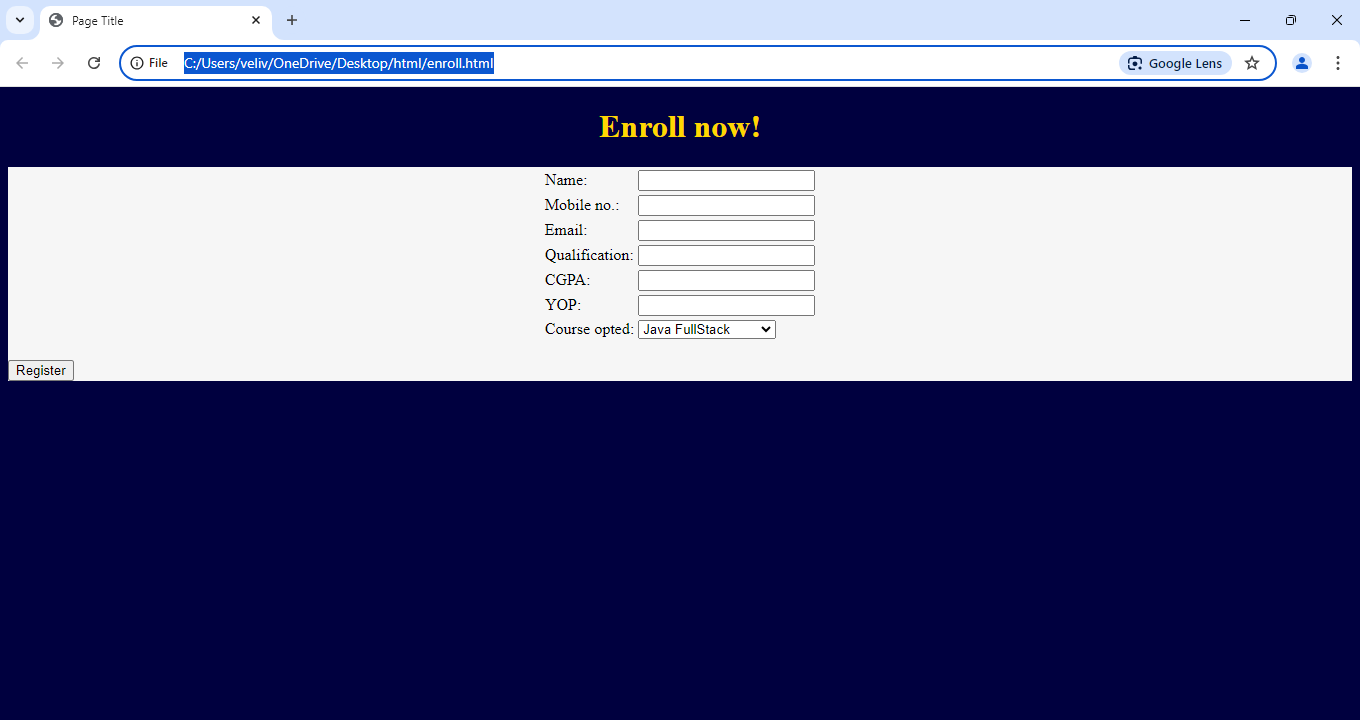 Page Title
File C:/Users/veliv/OneDrive/Desktop/html/enroll.html Google Lens
Enroll now!
Name:
Mobile no.:
Email:
Qualification:
CGPA:
YOP:
Course opted: Java FullStack
Register